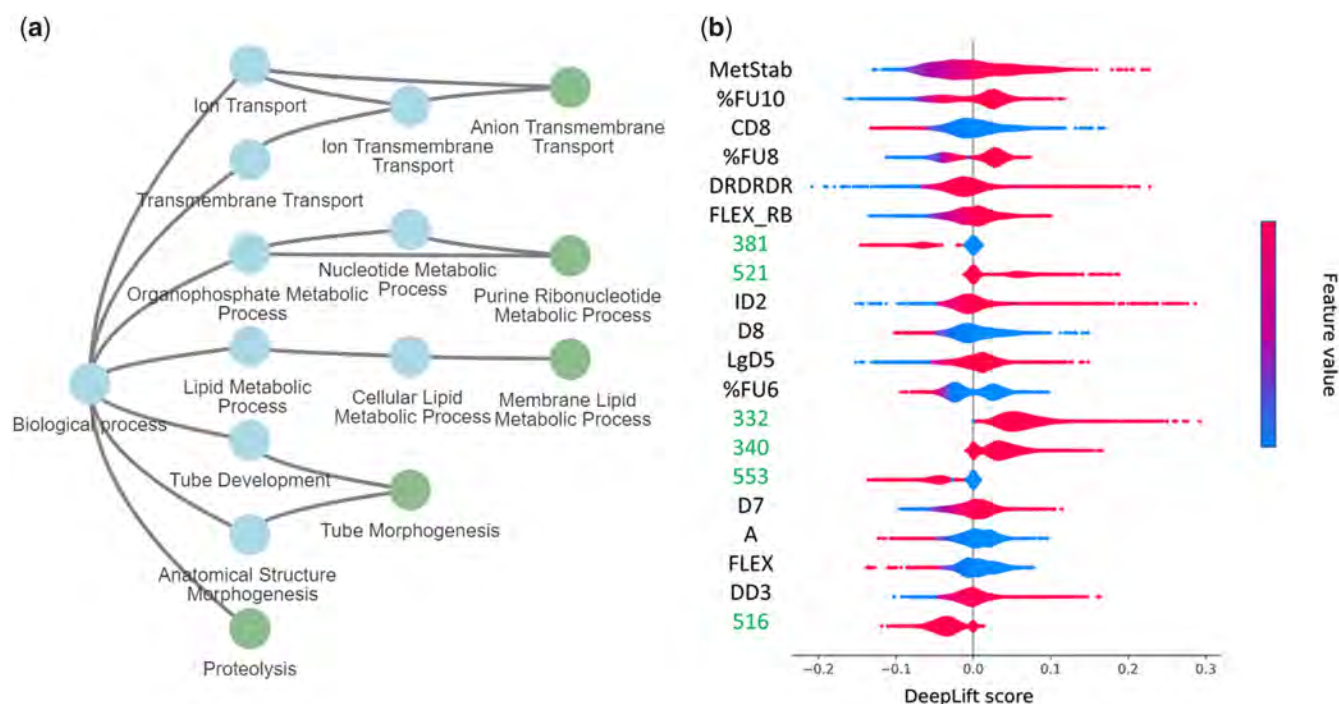 (a)
Ion Transport
Ion Transmembrane
Transport
Anion Transmembrane
Transport
Transmembrane Transport
Organophosphate Metabolic
Process
Nucleotide Metabolic
Process
Purine Ribonucleotide
Metabolic Process
Lipid Metabolic
Process
Cellular Lipid
Metabolic Process
Membrane Lipid
Metabolic Process
Biological process
Tube Development
Tube Morphogenesis
Anatomical Structure
Morphogenesis
Proteolysis
(b)
MetStab
%FU10
CD8
%FU8
DRDRDR
FLEX_RB
381
521
ID2
D8
LgD5
%FU6
332
340
553
D7
A
FLEX
DD3
516
−0.2 −0.1 0.0 0.1 0.2 0.3
DeepLift score
Feature value